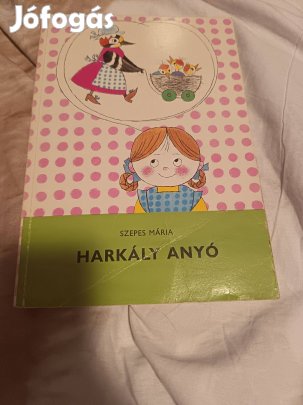 Jófogás
SZEPES MÁRIA
HARKÁLY ANYÓ